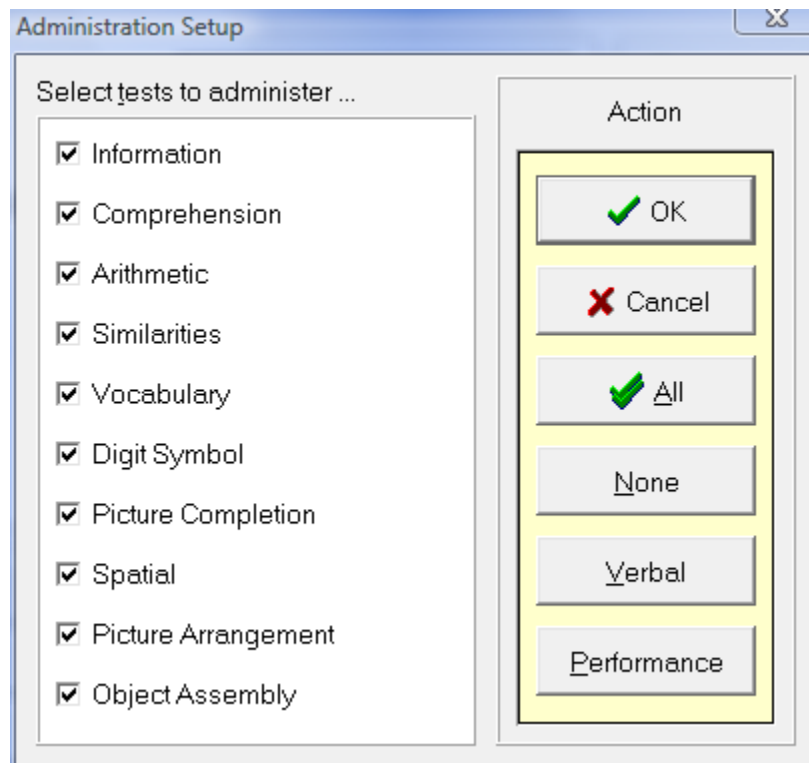 Administration Setup
Select tests to administer ...
Information
Comprehension
Arithmetic
Similarities
Vocabulary
Digit Symbol
Picture Completion
Spatial
Picture Arrangement
Object Assembly
Action
OK
Cancel
All
None
Verbal
Performance